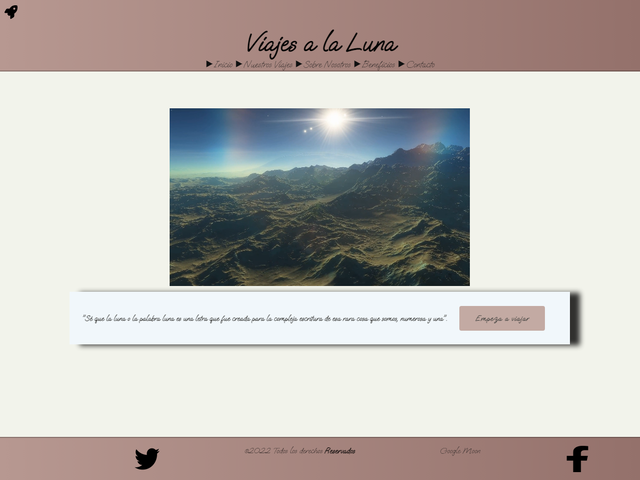 Viajes a la Luna
Inicio Nuestros Viajes Sobre Nosotros Beneficios Contacto
"Sé que la luna o la palabra luna es una letra que fue creada para la compleja escritura de esa rara cosa que somos, numerosa y una".
Empeza a viajar
©2022 Todos los derechos Reservados
Google Moon